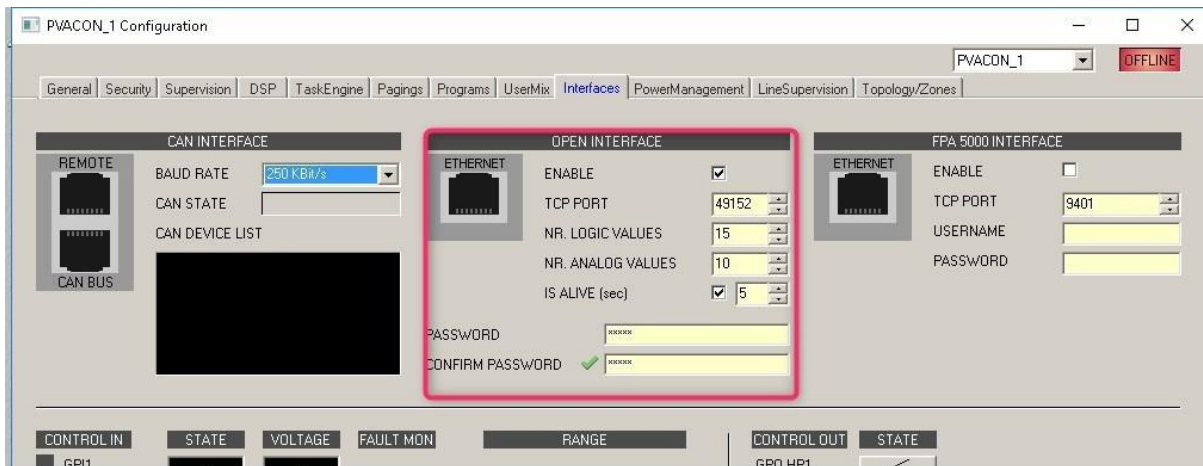 PVACON_1 Configuration
PVACON_1 OFFLINE
General Security Supervision DSP TaskEngine Pagings Programs UserMix Interfaces PowerManagement LineSupervision Topology/Zones
CAN INTERFACE
REMOTE
CAN BUS
BAUD RATE 250 KBit/s
CAN STATE
CAN DEVICE LIST
OPEN INTERFACE
ETHERNET
ENABLE
TCP PORT 49152
NR. LOGIC VALUES 15
NR. ANALOG VALUES 10
IS ALIVE (sec) 5
PASSWORD *****
CONFIRM PASSWORD *****
FPA 5000 INTERFACE
ETHERNET
ENABLE
TCP PORT 9401
USERNAME
PASSWORD
CONTROL IN STATE VOLTAGE FAULT MON RANGE CONTROL OUT STATE
GPI1 GPO HP1